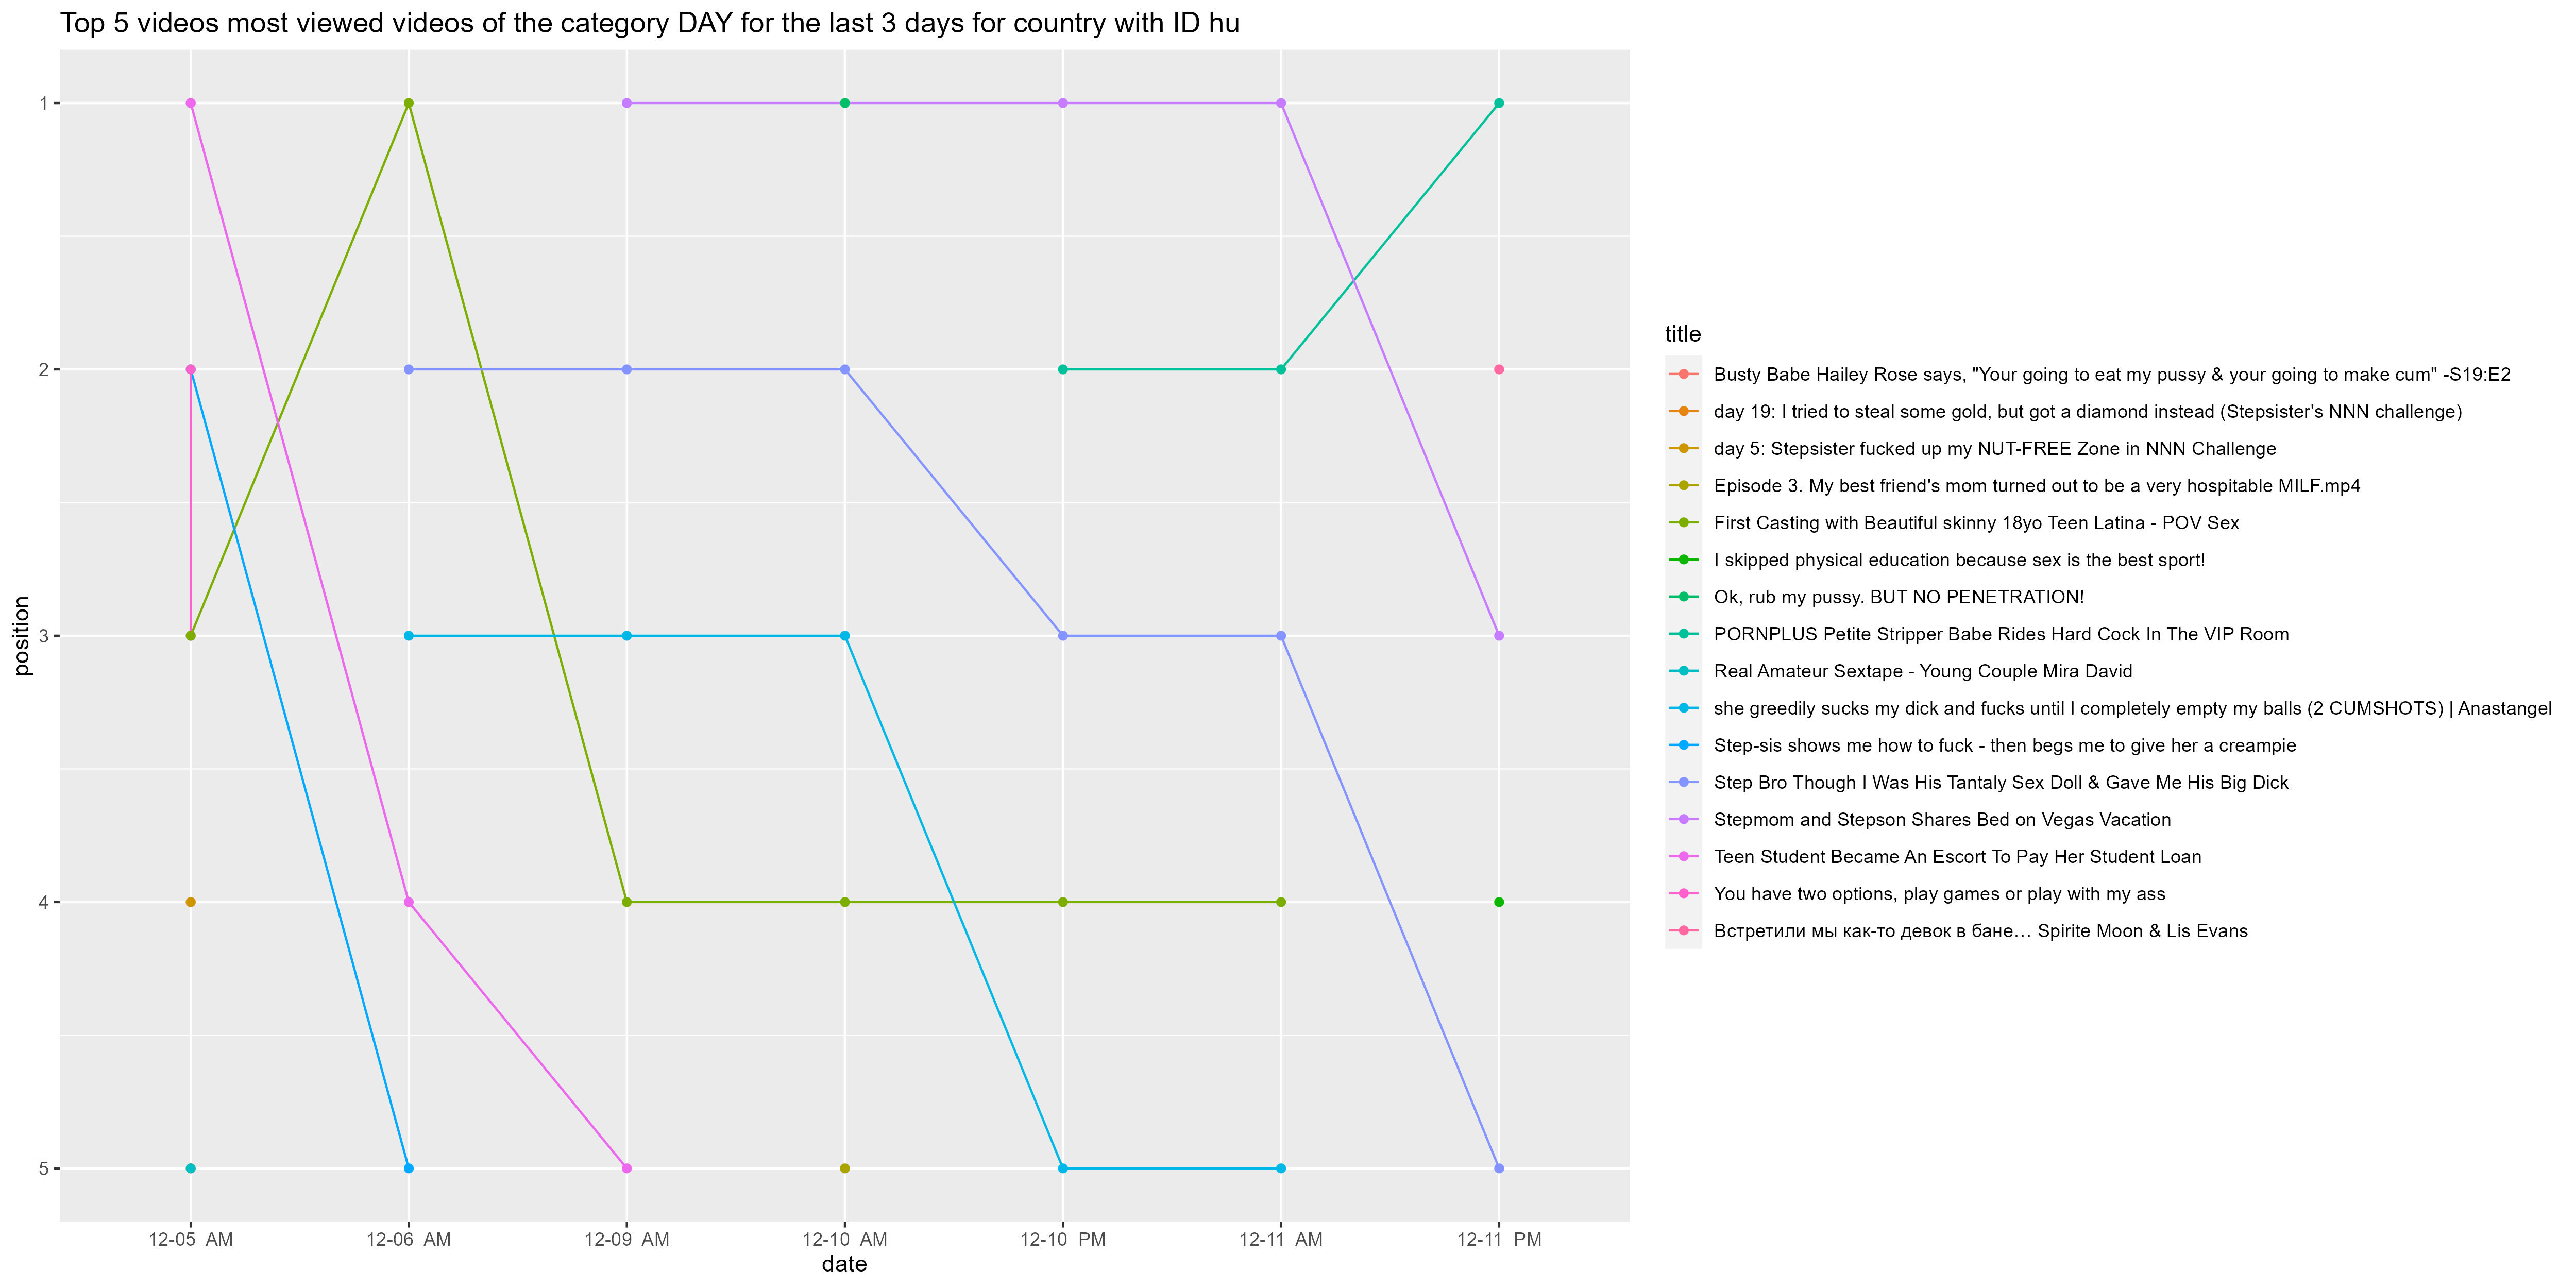 Top 5 videos most viewed videos of the category DAY for the last 3 days for country with ID hu
position
1
2
3
4
5
12-05 AM
12-06 AM
12-09 AM
12-10 AM
12-10 PM
12-11 AM
12-11 PM
date
title
Busty Babe Hailey Rose says, "Your going to eat my pussy & your going to make cum" -S19:E2
day 19: I tried to steal some gold, but got a diamond instead (Stepsister's NNN challenge)
day 5: Stepsister fucked up my NUT-FREE Zone in NNN Challenge
Episode 3. My best friend's mom turned out to be a very hospitable MILF.mp4
First Casting with Beautiful skinny 18yo Teen Latina - POV Sex
I skipped physical education because sex is the best sport!
Ok, rub my pussy. BUT NO PENETRATION!
PORNPLUS Petite Stripper Babe Rides Hard Cock In The VIP Room
Real Amateur Sextape - Young Couple Mira David
she greedily sucks my dick and fucks until I completely empty my balls (2 CUMSHOTS) | Anastangel
Step-sis shows me how to fuck - then begs me to give her a creampie
Step Bro Though I Was His Tantaly Sex Doll & Gave Me His Big Dick
Stepmom and Stepson Shares Bed on Vegas Vacation
Teen Student Became An Escort To Pay Her Student Loan
You have two options, play games or play with my ass
Встретили мы как-то девок в бане… Spirite Moon & Lis Evans